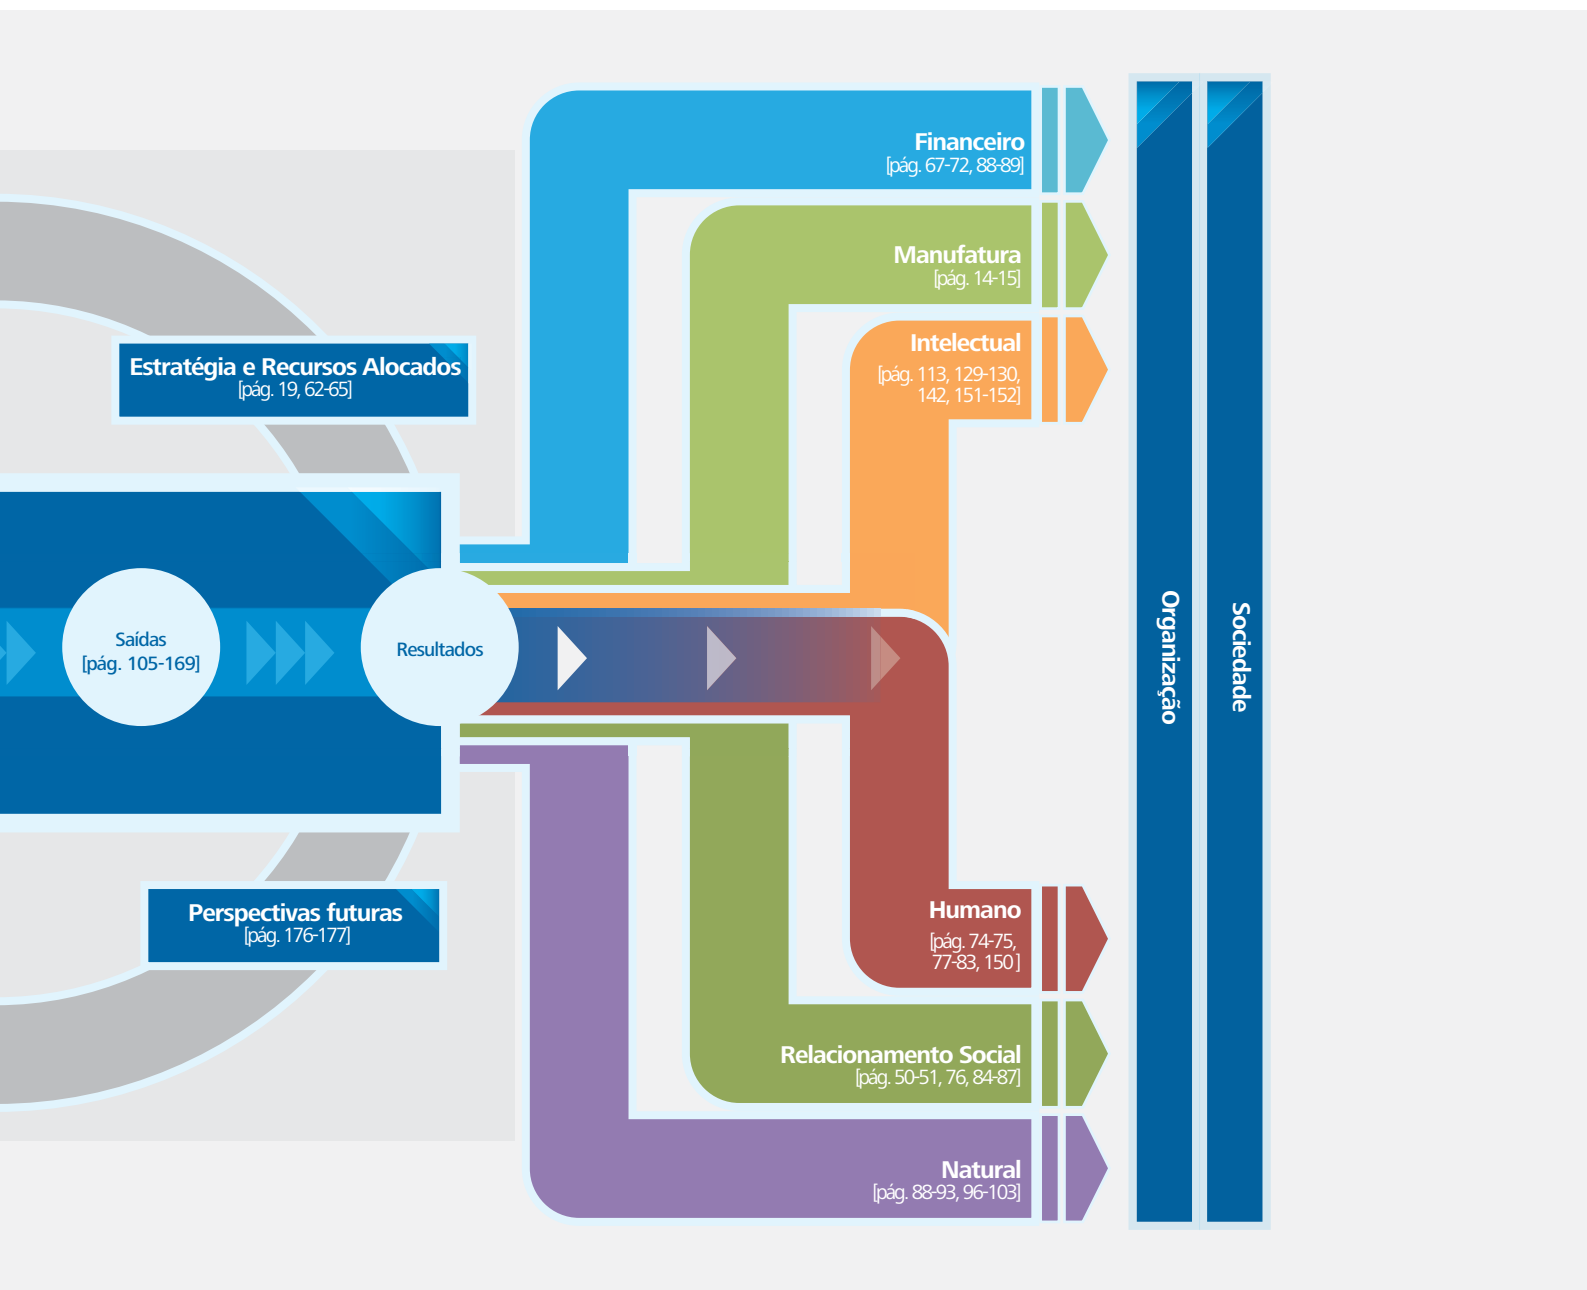 Financeiro
[pág. 67-72, 88-89]
Manufatura
[pág. 14-15]
Intelectual
[pág. 113, 129-130,
142, 151-152]
Estratégia e Recursos Alocados
[pág. 19, 62-65]
Saídas
[pág. 105-169]
Resultados
Organização
Sociedade
Perspectivas futuras
[pág. 176-177]
Humano
[pág. 74-75,
77-83, 150 ]
Relacionamento Social
[pág. 50-51, 76, 84-87]
Natural
[pág. 88-93, 96-103]